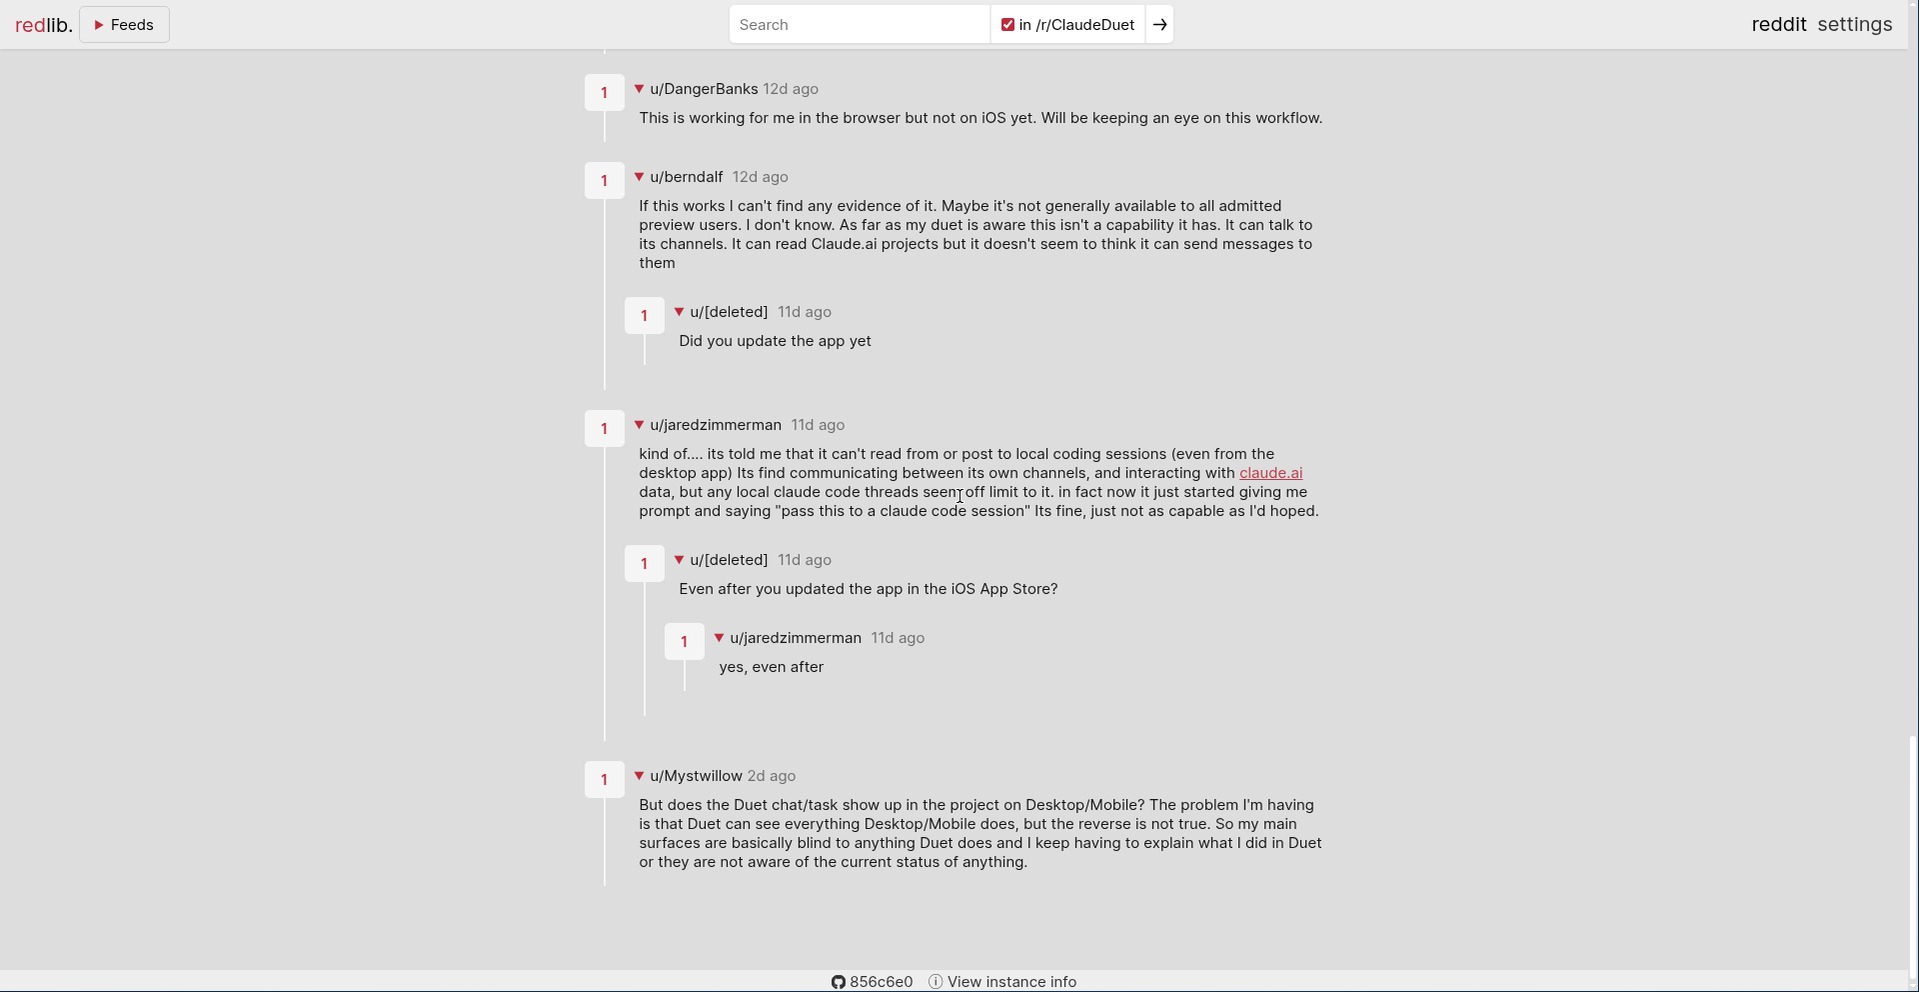 redlib. Feeds Search in /r/ClaudeDuet → reddit settings
1 u/DangerBanks 12d ago
This is working for me in the browser but not on iOS yet. Will be keeping an eye on this workflow.
1 u/berndalf 12d ago
If this works I can't find any evidence of it. Maybe it's not generally available to all admitted
preview users. I don't know. As far as my duet is aware this isn't a capability it has. It can talk to
its channels. It can read Claude.ai projects but it doesn't seem to think it can send messages to
them
1 u/[deleted] 11d ago
Did you update the app yet
1 u/jaredzimmerman 11d ago
kind of.... its told me that it can't read from or post to local coding sessions (even from the
desktop app) Its find communicating between its own channels, and interacting with claude.ai
data, but any local claude code threads seem off limit to it. in fact now it just started giving me
prompt and saying "pass this to a claude code session" Its fine, just not as capable as I'd hoped.
1 u/[deleted] 11d ago
Even after you updated the app in the iOS App Store?
1 u/jaredzimmerman 11d ago
yes, even after
1 u/Mystwillow 2d ago
But does the Duet chat/task show up in the project on Desktop/Mobile? The problem I'm having
is that Duet can see everything Desktop/Mobile does, but the reverse is not true. So my main
surfaces are basically blind to anything Duet does and I keep having to explain what I did in Duet
or they are not aware of the current status of anything.
856c6e0 View instance info